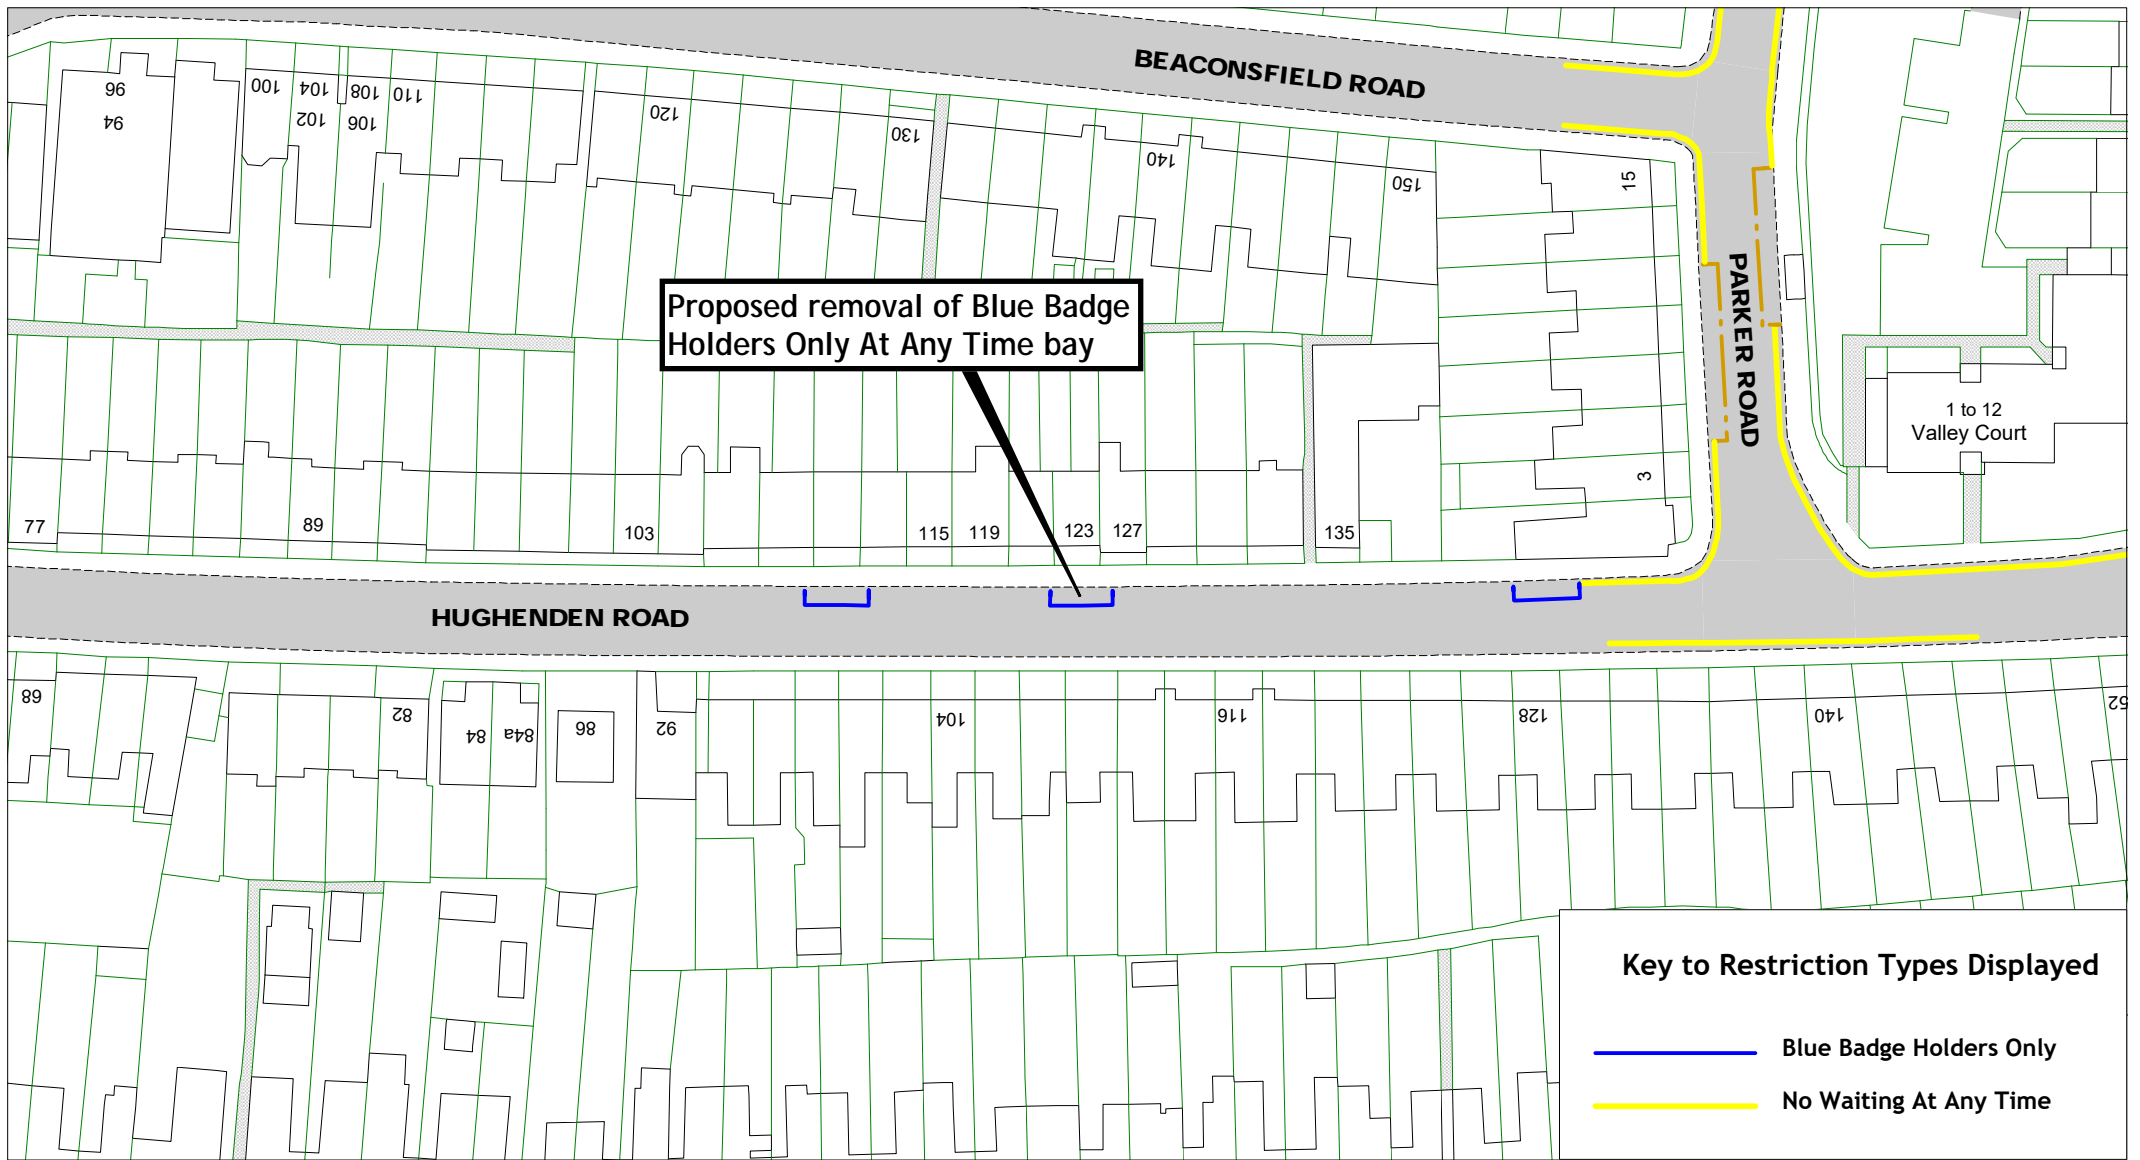 BEACONSFIELD ROAD
96
94
100
104
108
110
102
106
120
130
140
150
15
PARKER ROAD
Proposed removal of Blue Badge
Holders Only At Any Time bay
1 to 12
Valley Court
3
77
89
103
115
119
123
127
135
HUGHENDEN ROAD
68
82
84
84a
86
92
104
116
128
140
52
Key to Restriction Types Displayed
Blue Badge Holders Only
No Waiting At Any Time